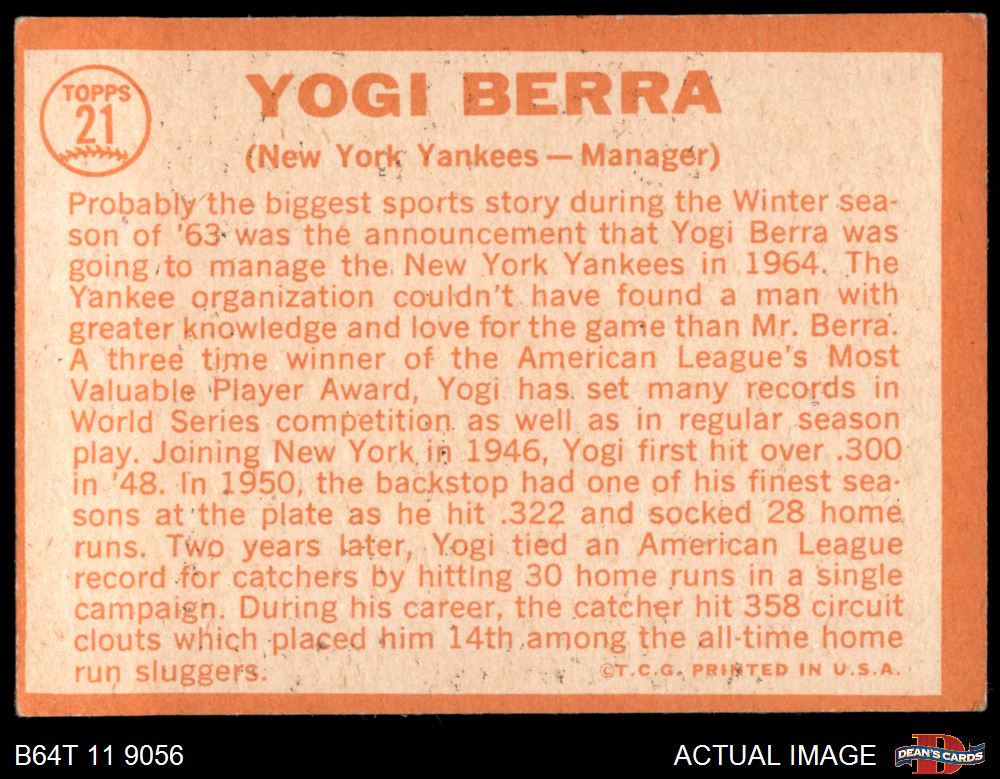 TOPPS
21
YOGI BERRA
(New York Yankees — Manager)
Probably the biggest sports story during the Winter sea-
son of '63 was the announcement that Yogi Berra was
going to manage the New York Yankees in 1964. The
Yankee organization couldn't have found a man with
greater knowledge and love for the game than Mr. Berra.
A three time winner of the American League's Most
Valuable Player Award, Yogi has set many records in
World Series competition as well as in regular season
play. Joining New York in 1946, Yogi first hit over .300
in '48. In 1950, the backstop had one of his finest sea-
sons at the plate as he hit .322 and socked 28 home
runs. Two years later, Yogi tied an American League
record for catchers by hitting 30 home runs in a single
campaign. During his career, the catcher hit 358 circuit
clouts which placed him 14th among the all-time home
run sluggers.
©T.C.G. PRINTED IN U.S.A.
B64T 11 9056
ACTUAL IMAGE
D
DEAN'S CARDS